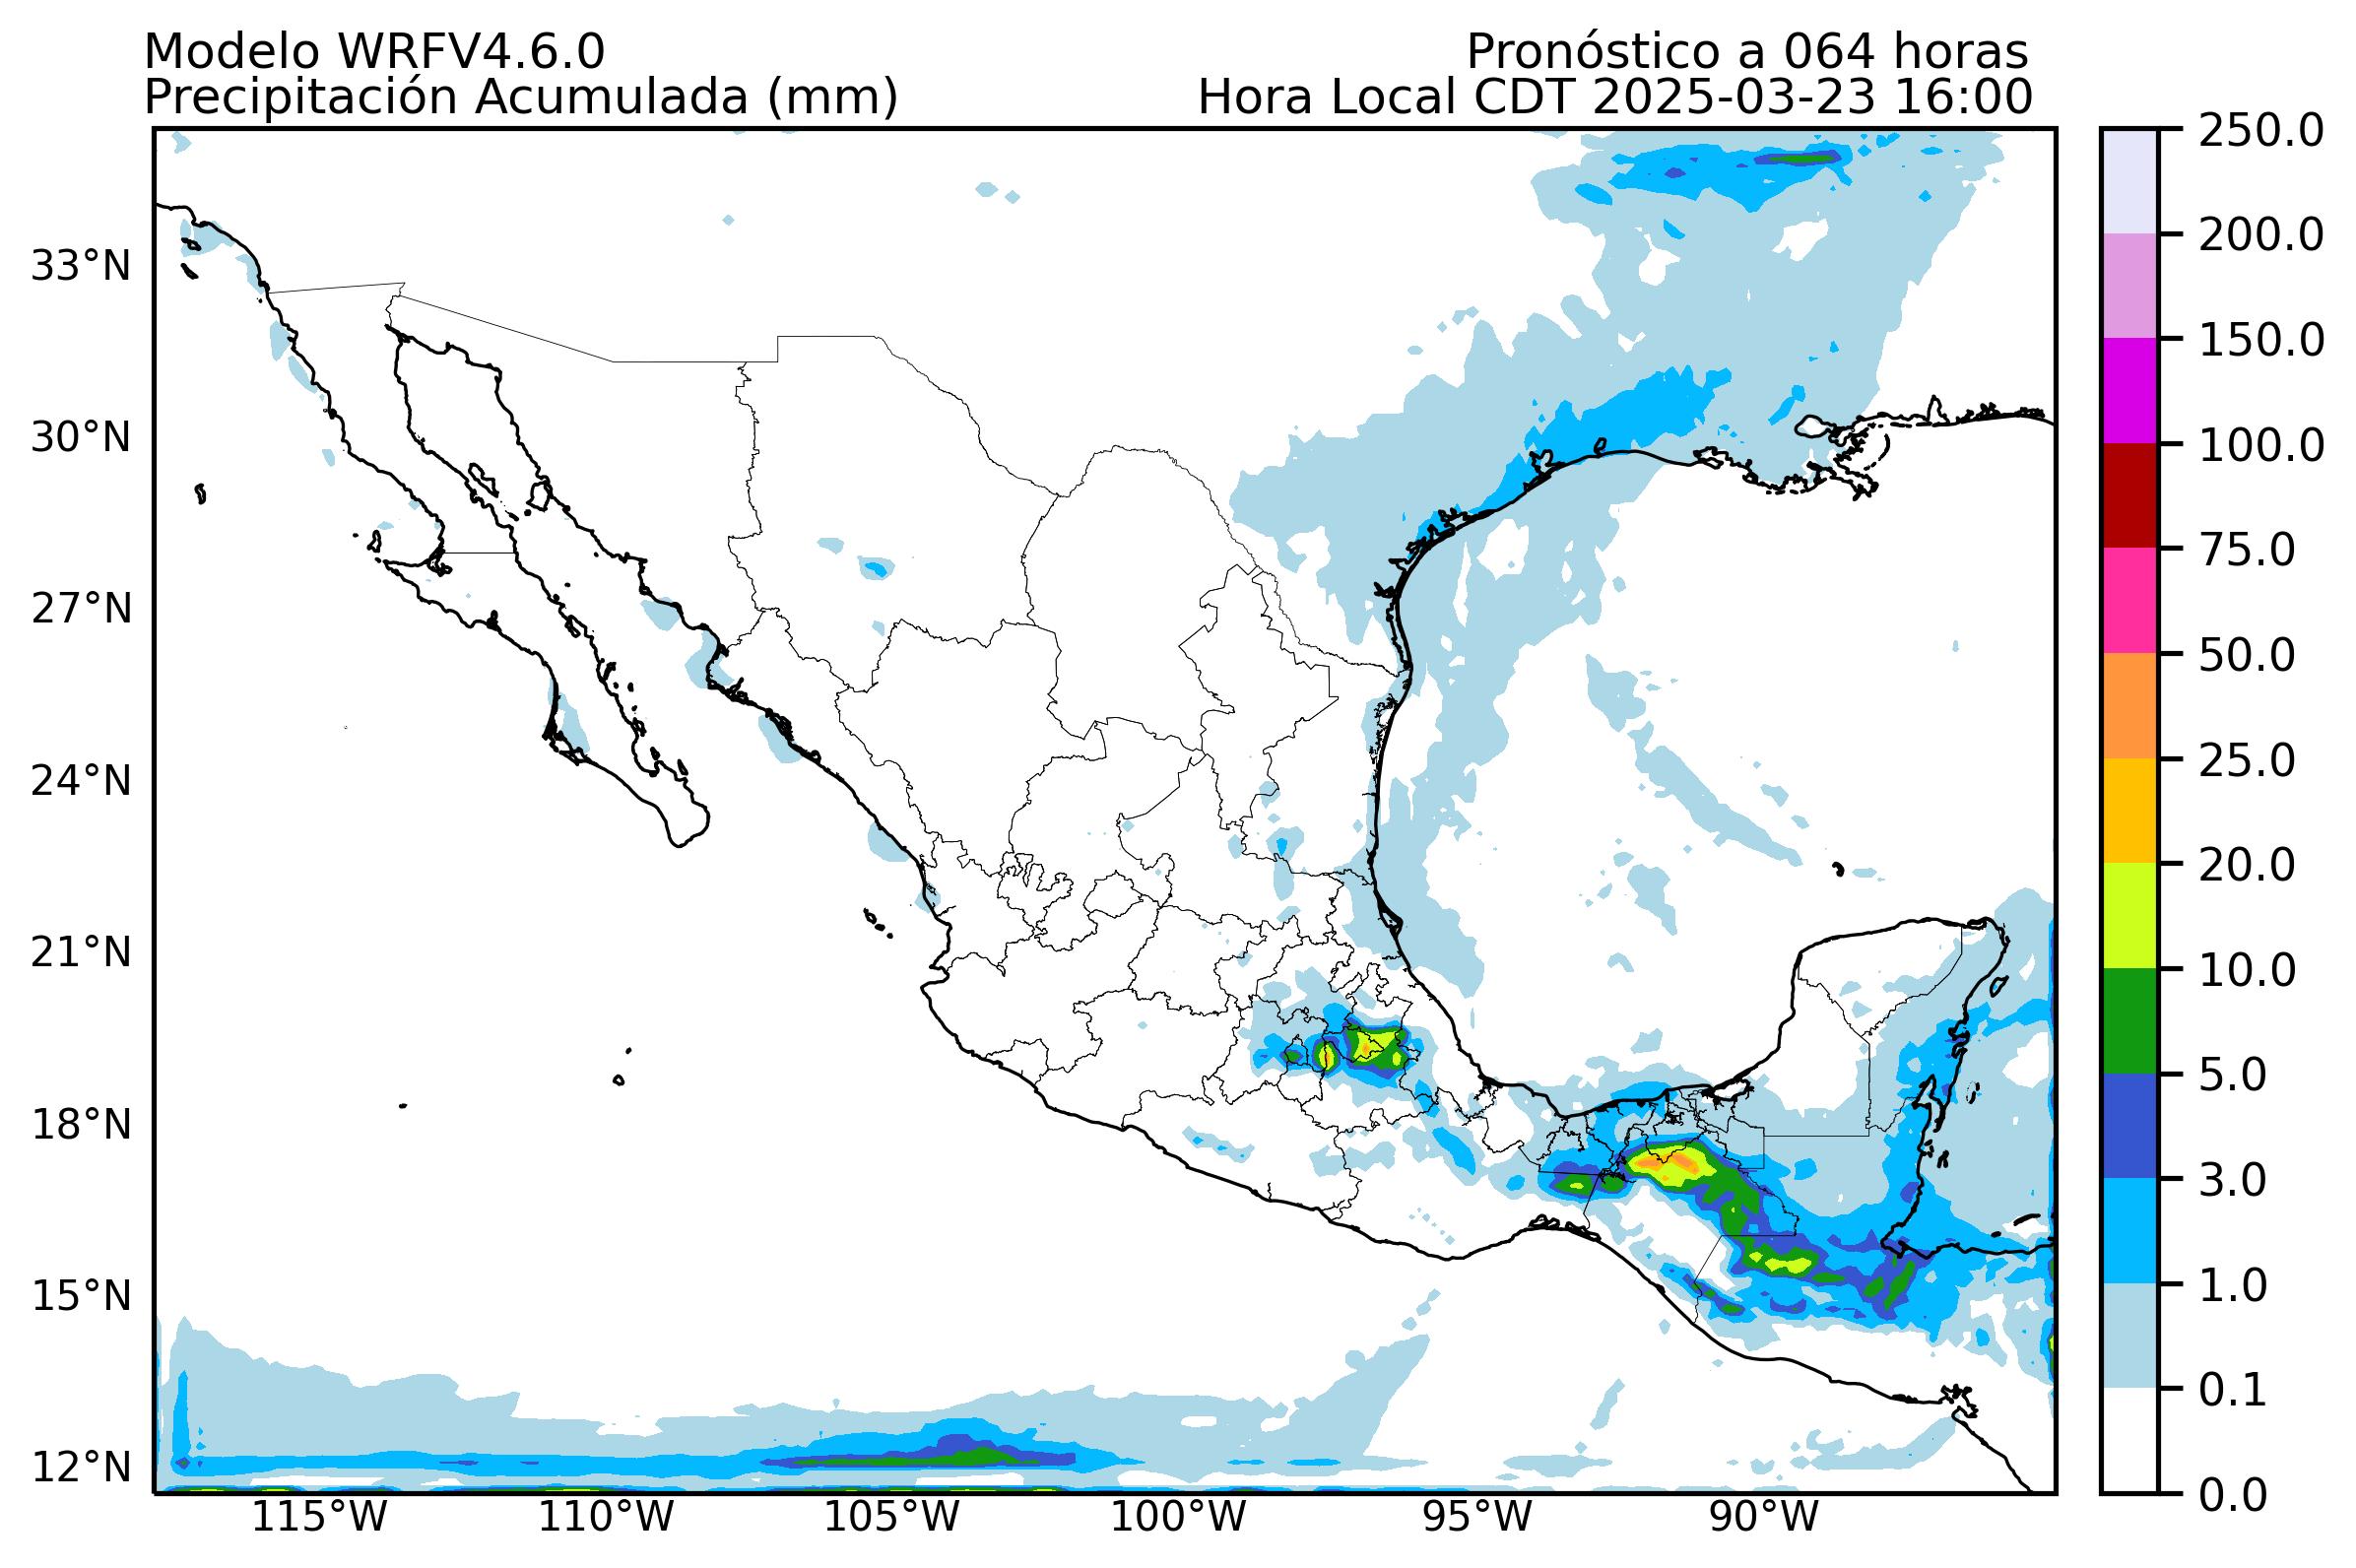 Modelo WRFV4.6.0
Pronóstico a 064 horas
Precipitación Acumulada (mm)
Hora Local CDT 2025-03-23 16:00
33°N
30°N
27°N
24°N
21°N
18°N
15°N
12°N
115°W
110°W
105°W
100°W
95°W
90°W
250.0
200.0
150.0
100.0
75.0
50.0
25.0
20.0
10.0
5.0
3.0
1.0
0.1
0.0